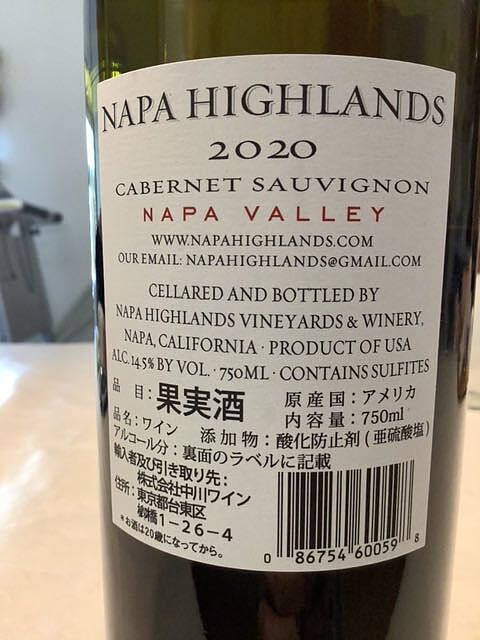 NAPA HIGHLANDS
2020
CABERNET SAUVIGNON
NAPA VALLEY
WWW.NAPAHIGHLANDS.COM
OUR EMAIL: NAPAHIGHLANDS@GMAIL.COM
CELLARED AND BOTTLED BY
NAPA HIGHLANDS VINEYARDS & WINERY,
NAPA, CALIFORNIA · PRODUCT OF USA
ALC. 14.5% BY VOL. · 750ML · CONTAINS SULFITES
品 目：果実酒 原産国：アメリカ
内容量：750ml
品名：ワイン 添加物：酸化防止剤（亜硫酸塩）
アルコール分：裏面のラベルに記載
輸入者及び引き取り先：
株式会社中川ワイン
住所：東京都台東区
柳橋1-26-4
*お酒は20歳になってから。
0 86754 60059 8